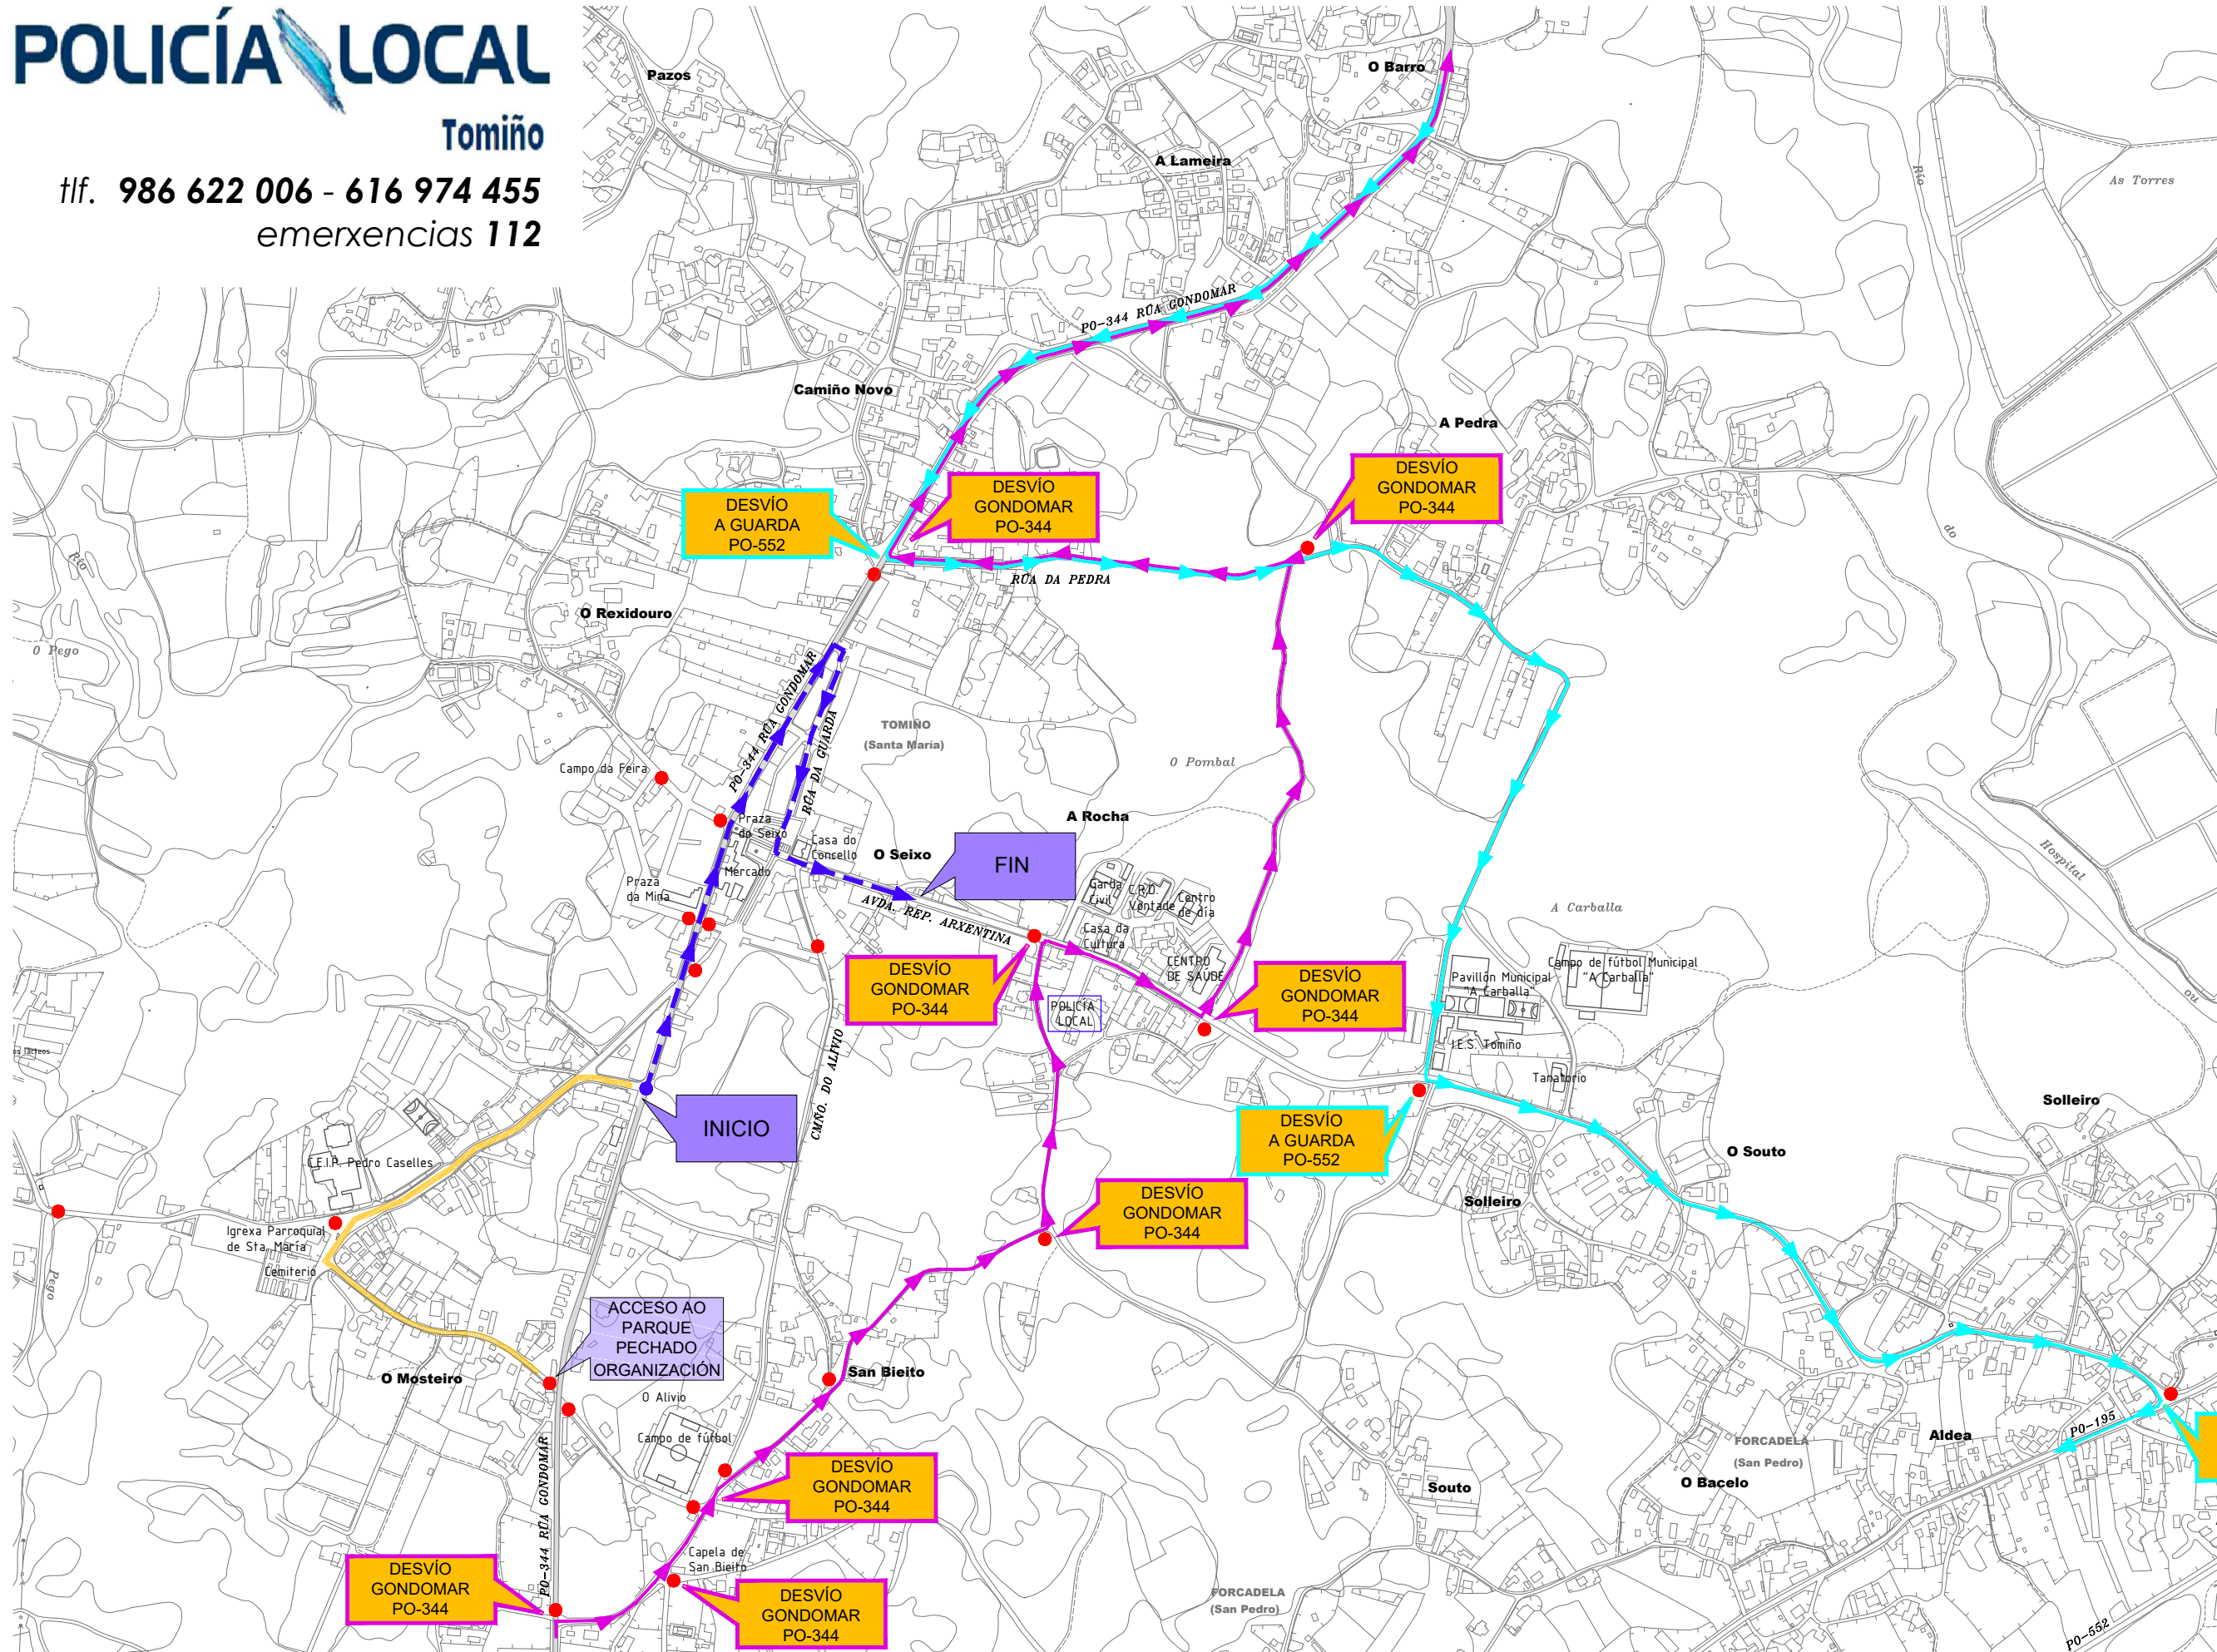 POLICÍA LOCAL
Tomiño
tlf. 986 622 006 - 616 974 455
emerxencias 112
Pazos
O Barro
A Lameira
Río
As Torres
PO-344 RÚA GONDOMAR
Camiño Novo
A Pedra
DESVÍO
GONDOMAR
PO-344
DESVÍO
GONDOMAR
PO-344
DESVÍO
A GUARDA
PO-552
do
Río
RÚA DA PEDRA
O Rexidouro
O Pego
PO-344 RÚA GONDOMAR
RÚA DA GUARDA
TOMIÑO
(Santa María)
O Pombal
Campo da Feira
Praza
do Seixo
A Rocha
Casa do
Concello
O Seixo
FIN
Hospital
Mercado
Praza
da Mina
Garda
Civil
C.R.D.
Vontade
Centro
de día
AVDA. REP. ARXENTINA
A Carballa
Casa da
Cultura
CENTRO
DE SAÚDE
DESVÍO
GONDOMAR
PO-344
DESVÍO
GONDOMAR
PO-344
Pavillón Municipal
"A Carballa"
Campo de fútbol Municipal
"A Carballa"
ou
POLICÍA
LOCAL
os lácteos
I.E.S. Tomiño
CMÑO. DO ALIVIO
Tanatorio
INICIO
DESVÍO
A GUARDA
PO-552
Solleiro
O Souto
C.E.I.P. Pedro Caselles
Solleiro
DESVÍO
GONDOMAR
PO-344
Igrexa Parroquial
de Sta. María
Cemiterio
Pego
ACCESO AO
PARQUE
PECHADO
ORGANIZACIÓN
O Mosteiro
San Bieito
O Alivio
Campo de fútbol
PO-195
Aldea
FORCADELA
(San Pedro)
O Bacelo
Souto
DESVÍO
GONDOMAR
PO-344
PO-344 RÚA GONDOMAR
Capela de
San Bieito
DESVÍO
GONDOMAR
PO-344
DESVÍO
GONDOMAR
PO-344
FORCADELA
(San Pedro)
PO-552